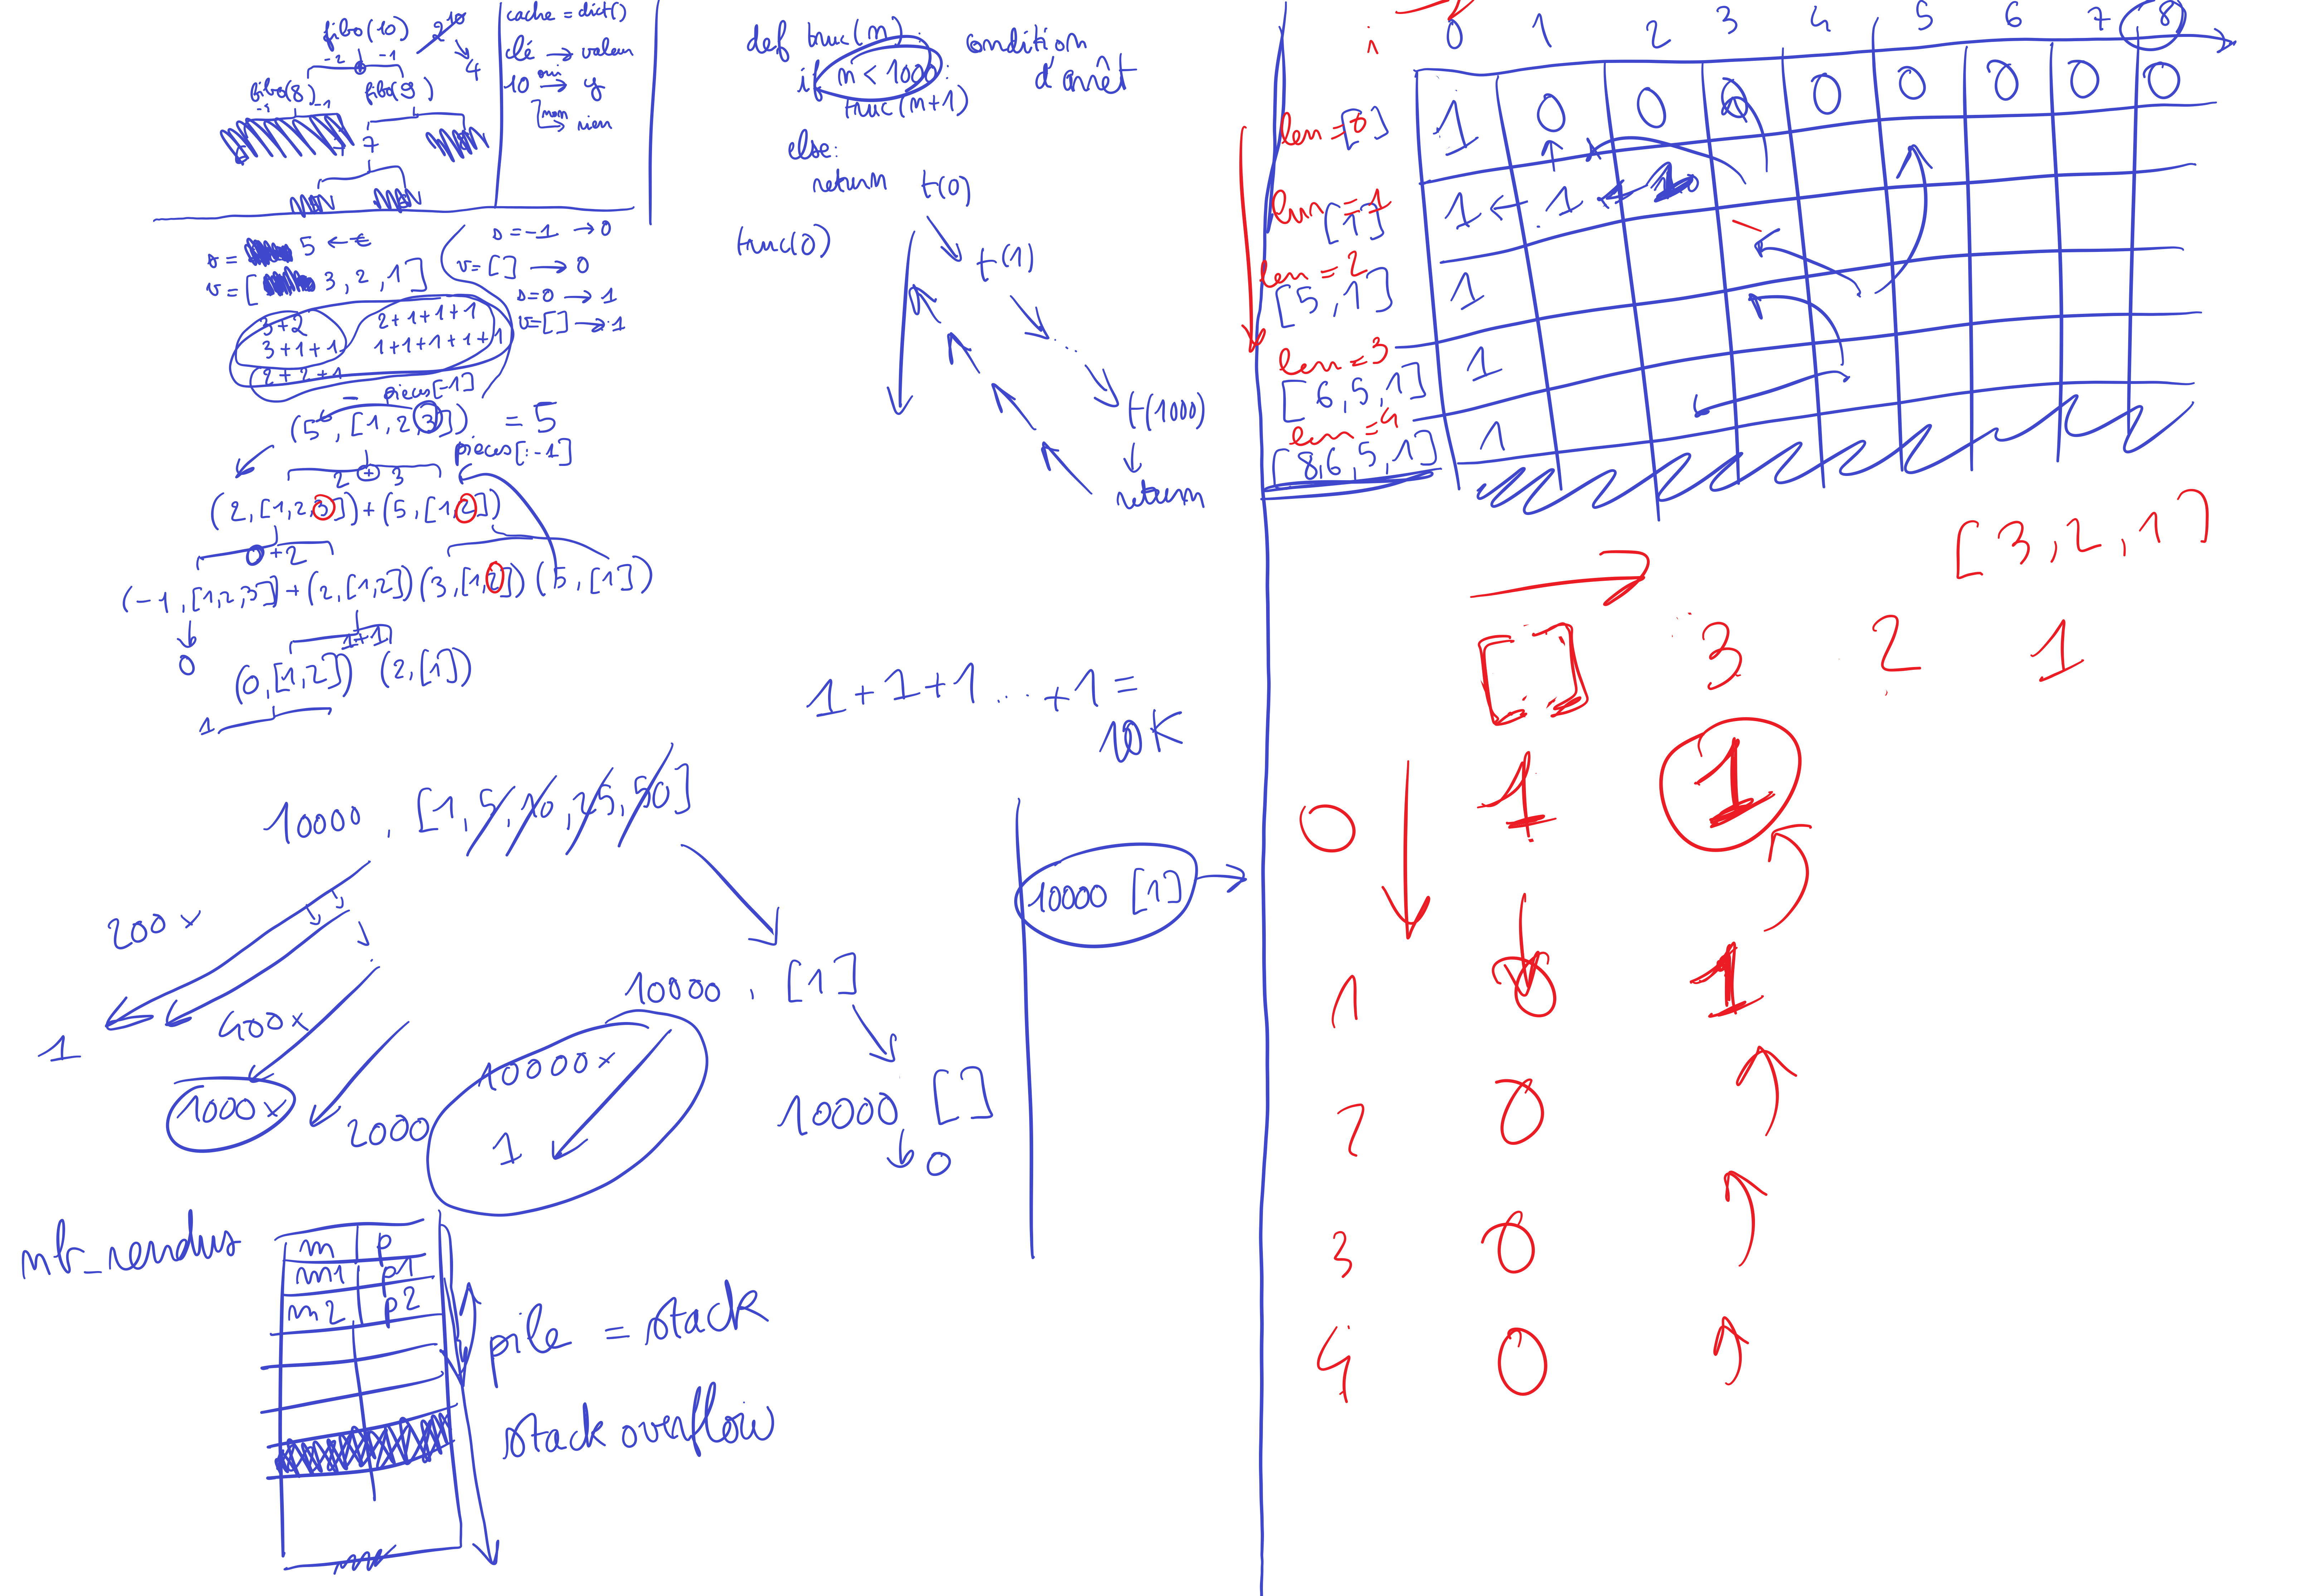 fibo(10) 2^10
-2 + -1
4
fibo(8) fibo(9)
-1
7
cache = dict()
clé → valeur
10 oui → y
non → rien
s = 5 ← €
v = [ 3, 2, 1]
s = -1 → 0
v = [] → 0
s = 0 → 1
v = [] → 1
3+2 2+1+1+1
3+1+1 1+1+1+1+1
2+2+1
pieces[-1]
(5, [1,2,3]) = 5
pieces[:-1]
2 + 3
(2,[1,2,3])+(5,[1,2])
0+2
(-1,[1,2,3])+(2,[1,2])(3,[1,2])(5,[1])
1+1
0
(0,[1,2]) (2,[1])
1
def truc(n): condition
if n < 1000: d'arrêt
truc(n+1)
else:
return t(0)
truc(0)
t(1)
...
t(1000)
return
1+1+1...+1 =
10K
10000, [1,5,10,25,50]
200x
400x
1
1000x
2000
10000, [1]
10000x
1
10000 []
0
10000 [1] →
nb_rendus
n p
n1 p1
n2 p2
pile = stack
stack overflow
i 0 1 2 3 4 5 6 7 8
len=0 [] 1 0 0 0 0 0 0 0 0
len=1 [1] 1 ← 1
len=2
[5,1] 1
len=3
[6,5,1] 1
len=4
[8,6,5,1] 1
[3,2,1]
[] 3 2 1
0 1 1
1 0 1
2 0
3 0
4 0